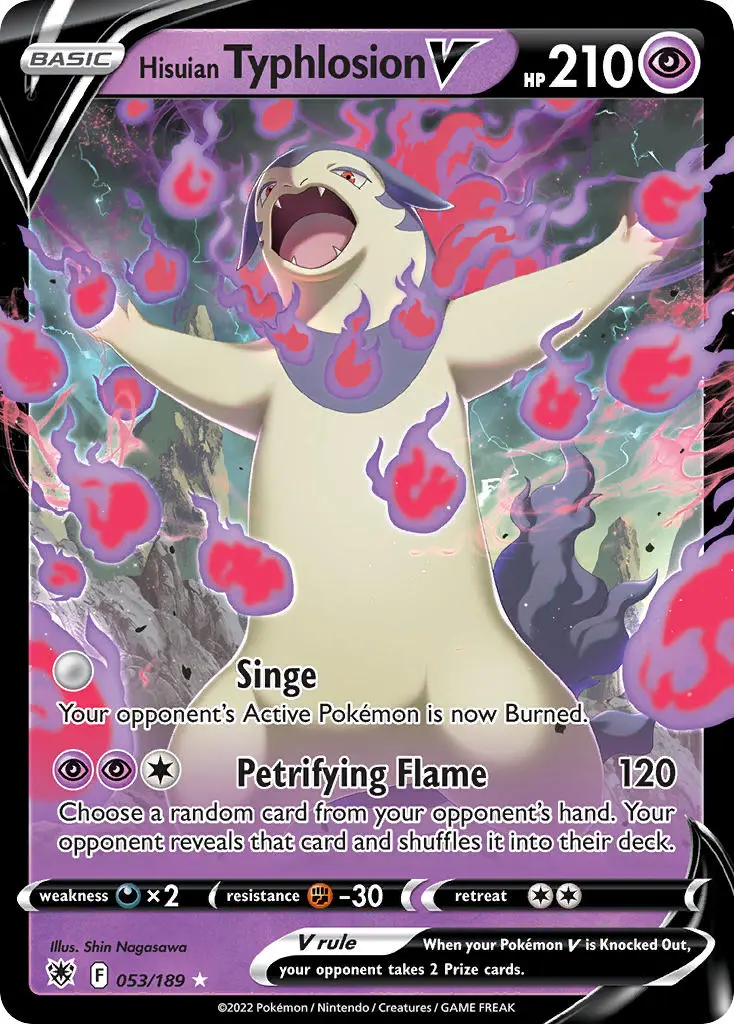 BASIC
Hisuian Typhlosion V
HP 210
Singe
Your opponent's Active Pokémon is now Burned.
Petrifying Flame 120
Choose a random card from your opponent's hand. Your
opponent reveals that card and shuffles it into their deck.
weakness ×2 resistance -30 retreat
Illus. Shin Nagasawa
V rule When your Pokémon V is Knocked Out,
your opponent takes 2 Prize cards.
F 053/189 ★
©2022 Pokémon / Nintendo / Creatures / GAME FREAK